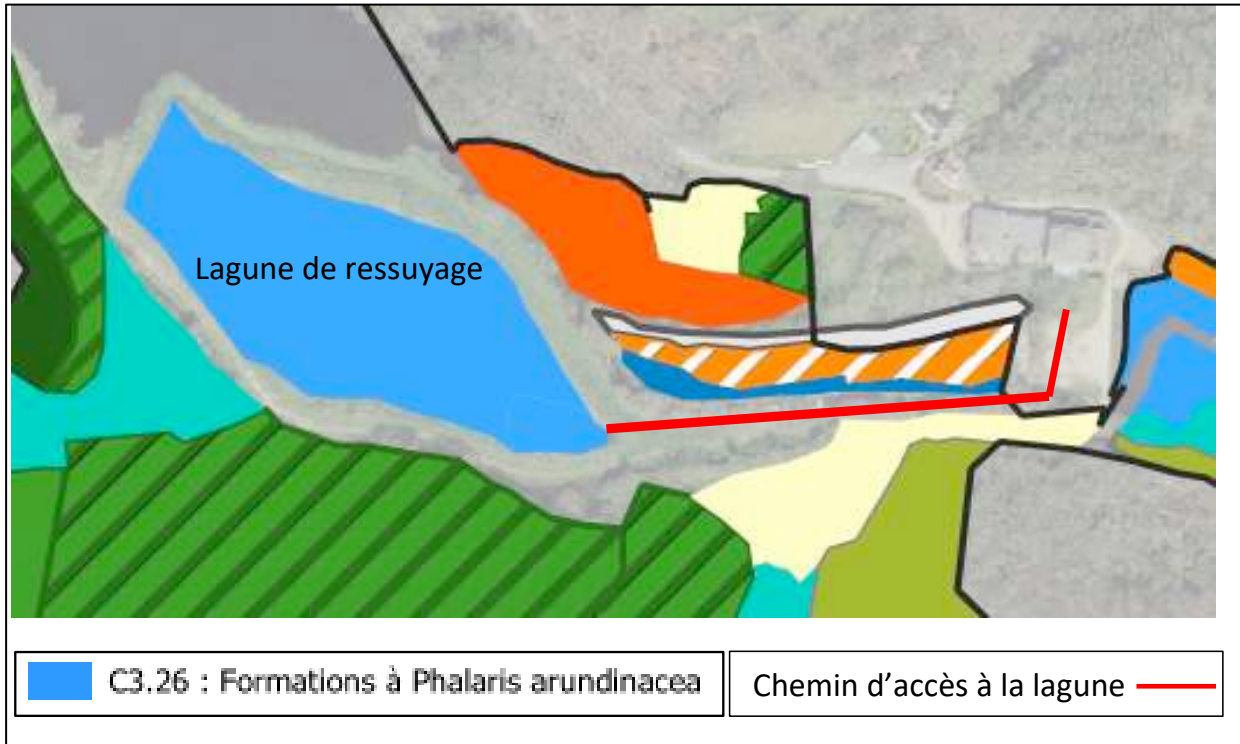 Lagune de ressuyage
C3.26 : Formations à Phalaris arundinacea
Chemin d'accès à la lagune